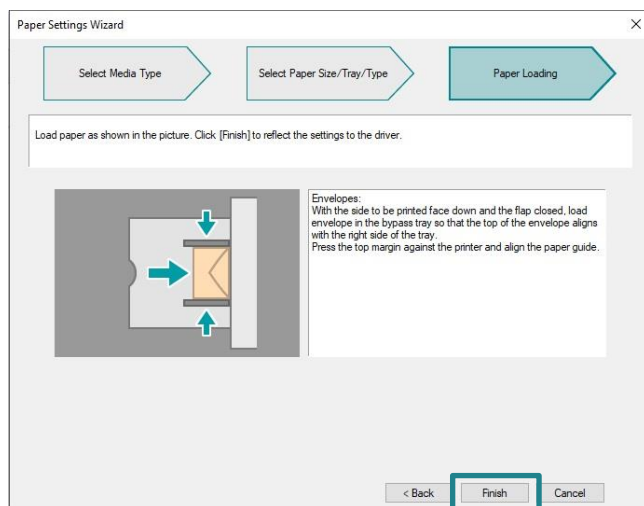 Paper Settings Wizard
Select Media Type
Select Paper Size/Tray/Type
Paper Loading
Load paper as shown in the picture. Click [Finish] to reflect the settings to the driver.
Envelopes:
With the side to be printed face down and the flap closed, load
envelope in the bypass tray so that the top of the envelope aligns
with the right side of the tray.
Press the top margin against the printer and align the paper guide.
< Back
Finish
Cancel